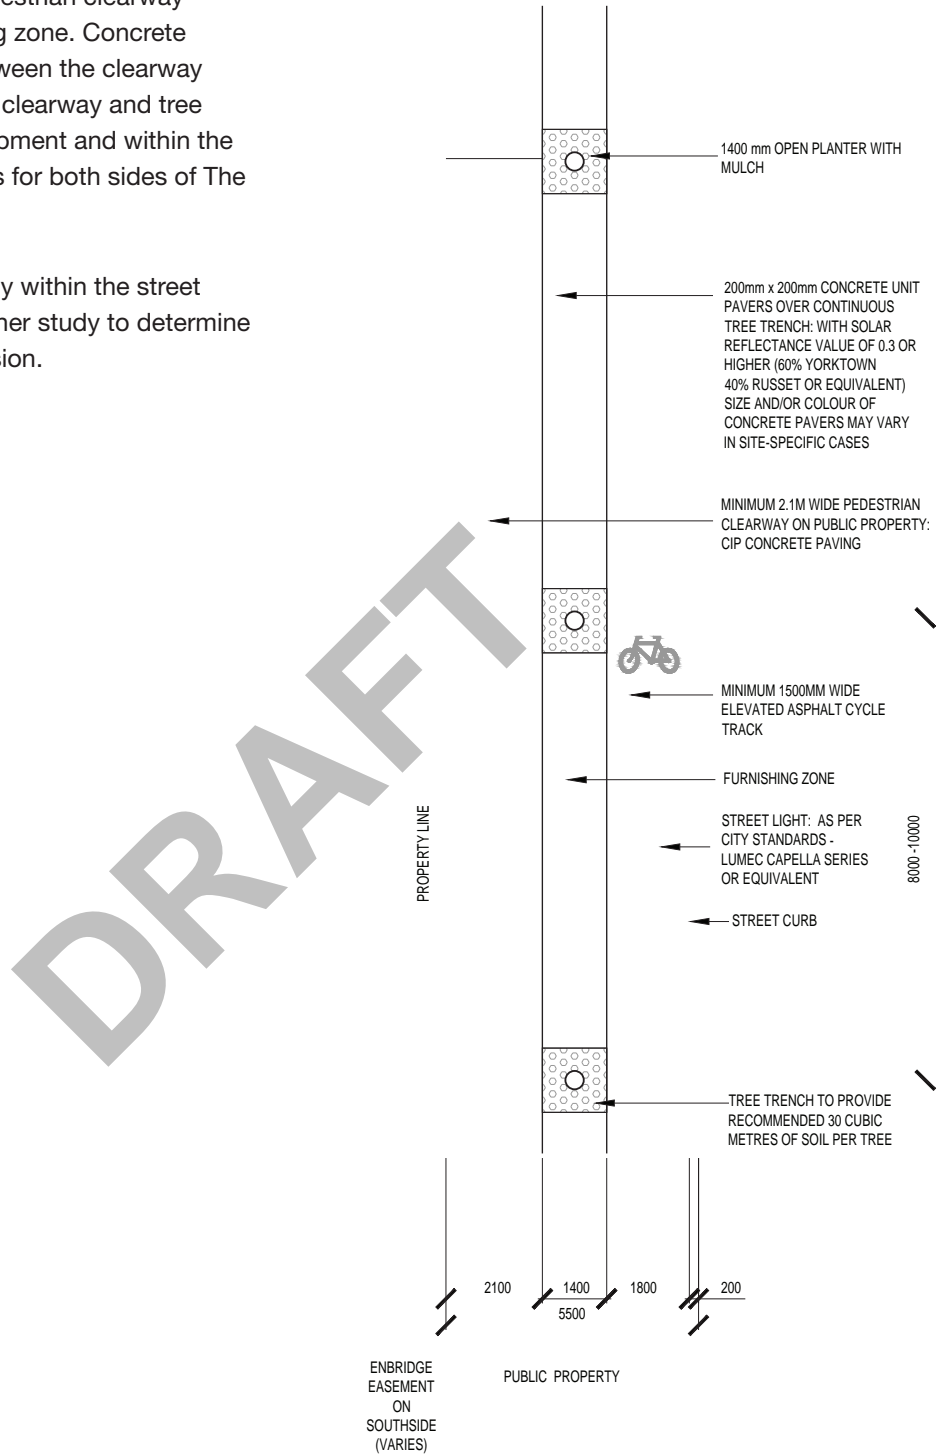 estrian clearway
g zone. Concrete
ween the clearway
clearway and tree
pment and within the
s for both sides of The
y within the street
her study to determine
sion.
1400 mm OPEN PLANTER WITH
MULCH
200mm x 200mm CONCRETE UNIT
PAVERS OVER CONTINUOUS
TREE TRENCH: WITH SOLAR
REFLECTANCE VALUE OF 0.3 OR
HIGHER (60% YORKTOWN
40% RUSSET OR EQUIVALENT)
SIZE AND/OR COLOUR OF
CONCRETE PAVERS MAY VARY
IN SITE-SPECIFIC CASES
MINIMUM 2.1M WIDE PEDESTRIAN
CLEARWAY ON PUBLIC PROPERTY:
CIP CONCRETE PAVING
MINIMUM 1500MM WIDE
ELEVATED ASPHALT CYCLE
TRACK
FURNISHING ZONE
STREET LIGHT: AS PER
CITY STANDARDS -
LUMEC CAPELLA SERIES
OR EQUIVALENT
STREET CURB
PROPERTY LINE
8000 -10000
DRAFT
TREE TRENCH TO PROVIDE
RECOMMENDED 30 CUBIC
METRES OF SOIL PER TREE
2100 1400 1800 200
5500
ENBRIDGE
EASEMENT
ON
SOUTHSIDE
(VARIES)
PUBLIC PROPERTY